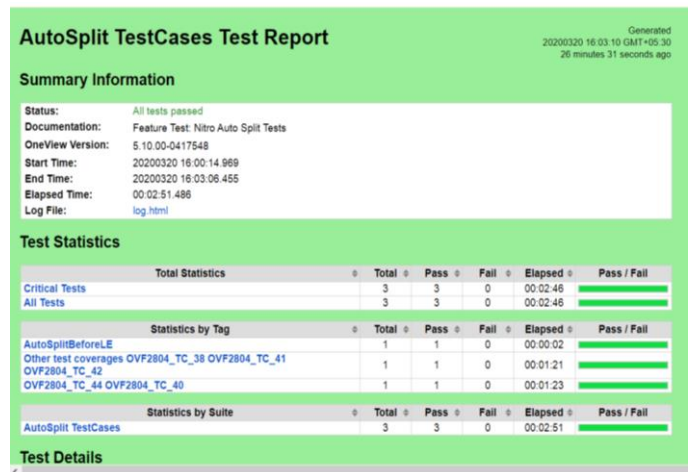 AutoSplit TestCases Test Report
Generated
20200320 16:03:10 GMT+05:30
26 minutes 31 seconds ago
Summary Information
Status: All tests passed
Documentation: Feature Test: Nitro Auto Split Tests
OneView Version: 5.10.00-0417548
Start Time: 20200320 16:00:14.969
End Time: 20200320 16:03:06.455
Elapsed Time: 00:02:51.486
Log File: log.html
Test Statistics
Total Statistics Total Pass Fail Elapsed Pass / Fail
Critical Tests 3 3 0 00:02:46
All Tests 3 3 0 00:02:46
Statistics by Tag Total Pass Fail Elapsed Pass / Fail
AutoSplitBeforeLE 1 1 0 00:00:02
Other test coverages OVF2804_TC_38 OVF2804_TC_41
OVF2804_TC_42 1 1 0 00:01:21
OVF2804_TC_44 OVF2804_TC_40 1 1 0 00:01:23
Statistics by Suite Total Pass Fail Elapsed Pass / Fail
AutoSplit TestCases 3 3 0 00:02:51
Test Details